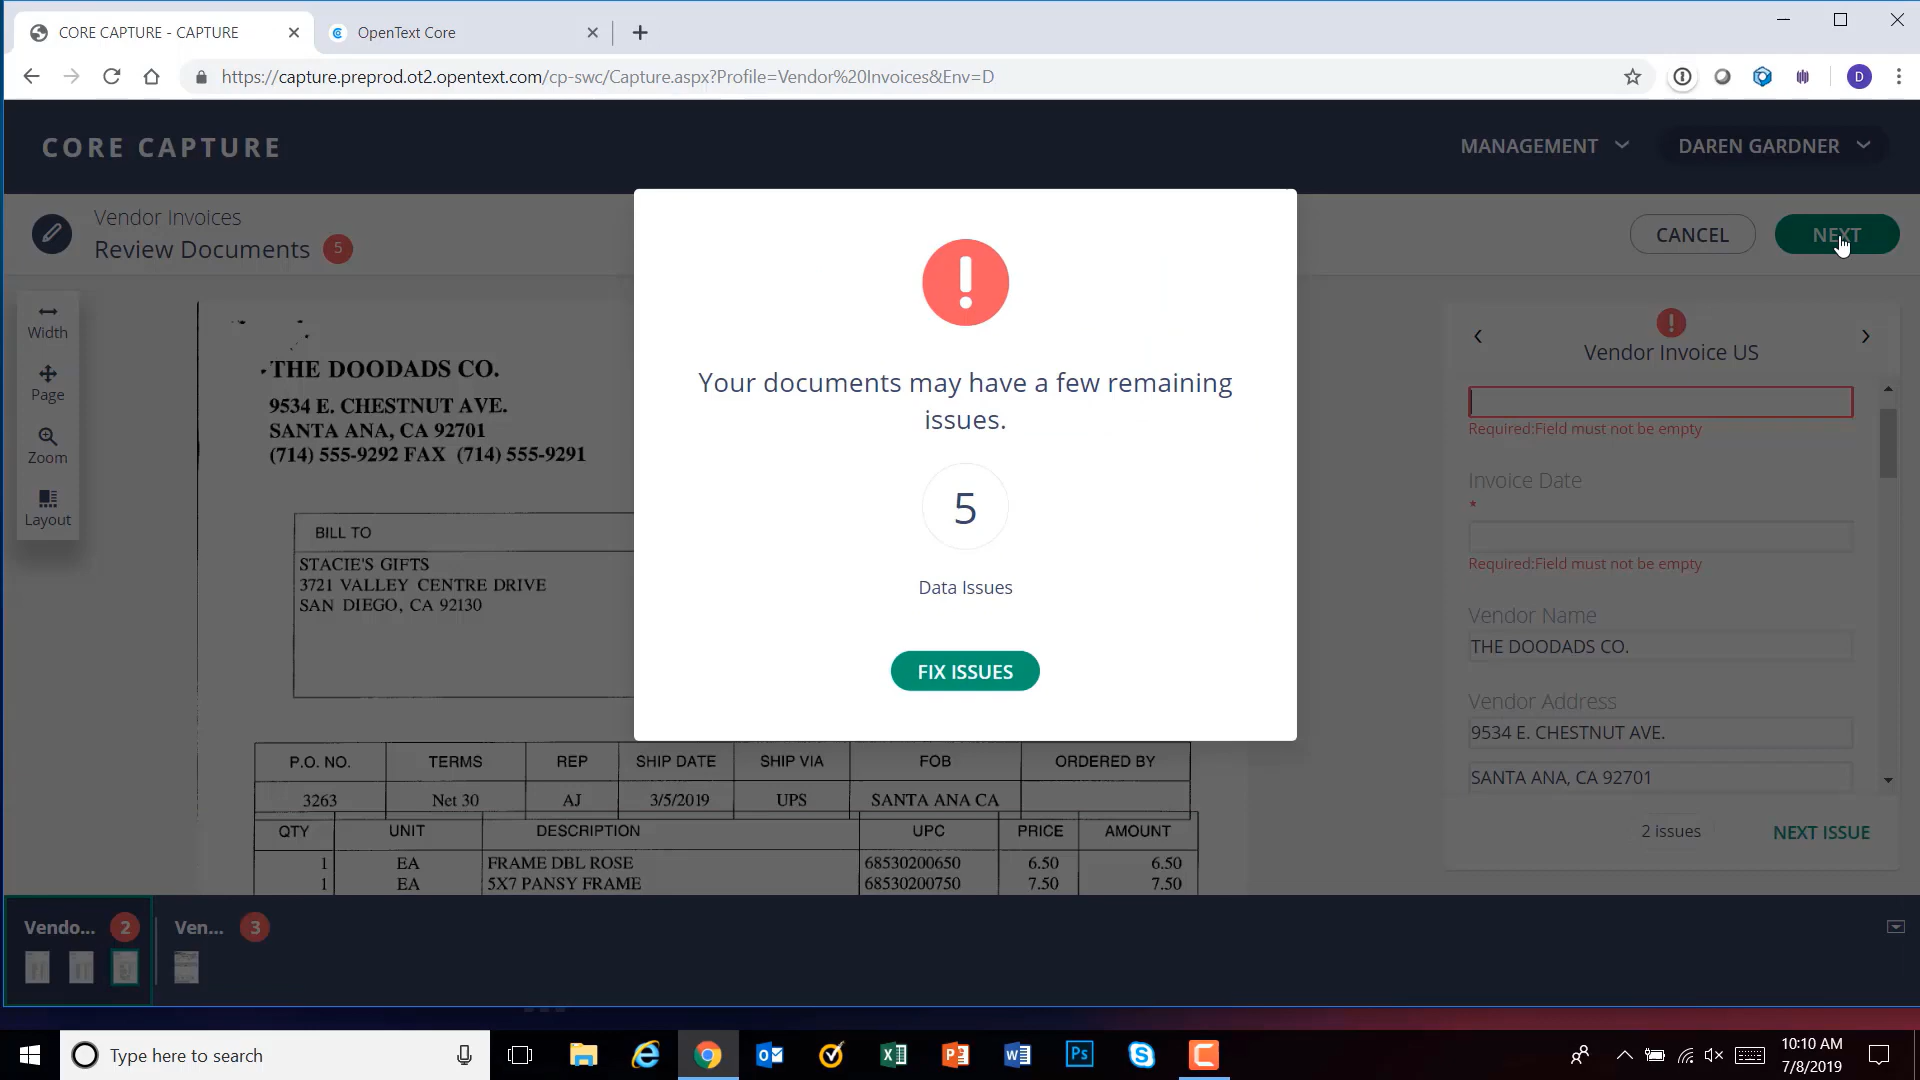 CORE CAPTURE - CAPTURE
OpenText Core
https://capture.preprod.ot2.opentext.com/cp-swc/Capture.aspx?Profile=Vendor%20Invoices&Env=D
D
CORE CAPTURE
MANAGEMENT
DAREN GARDNER
Vendor Invoices
Review Documents 5
CANCEL
NEXT
Width
Page
Zoom
Layout
THE DOODADS CO.
9534 E. CHESTNUT AVE.
SANTA ANA, CA 92701
(714) 555-9292 FAX (714) 555-9291
BILL TO
STACIE'S GIFTS
3721 VALLEY CENTRE DRIVE
SAN DIEGO, CA 92130
P.O. NO. TERMS REP SHIP DATE SHIP VIA FOB ORDERED BY
3263 Net 30 AJ 3/5/2019 UPS SANTA ANA CA
QTY UNIT DESCRIPTION UPC PRICE AMOUNT
1 EA FRAME DBL ROSE 68530200650 6.50 6.50
1 EA 5X7 PANSY FRAME 68530200750 7.50 7.50
Your documents may have a few remaining
issues.
5
Data Issues
FIX ISSUES
Vendor Invoice US
Required:Field must not be empty
Invoice Date
*
Required:Field must not be empty
Vendor Name
THE DOODADS CO.
Vendor Address
9534 E. CHESTNUT AVE.
SANTA ANA, CA 92701
2 issues
NEXT ISSUE
Vendo... 2
Ven... 3
Type here to search
10:10 AM
7/8/2019